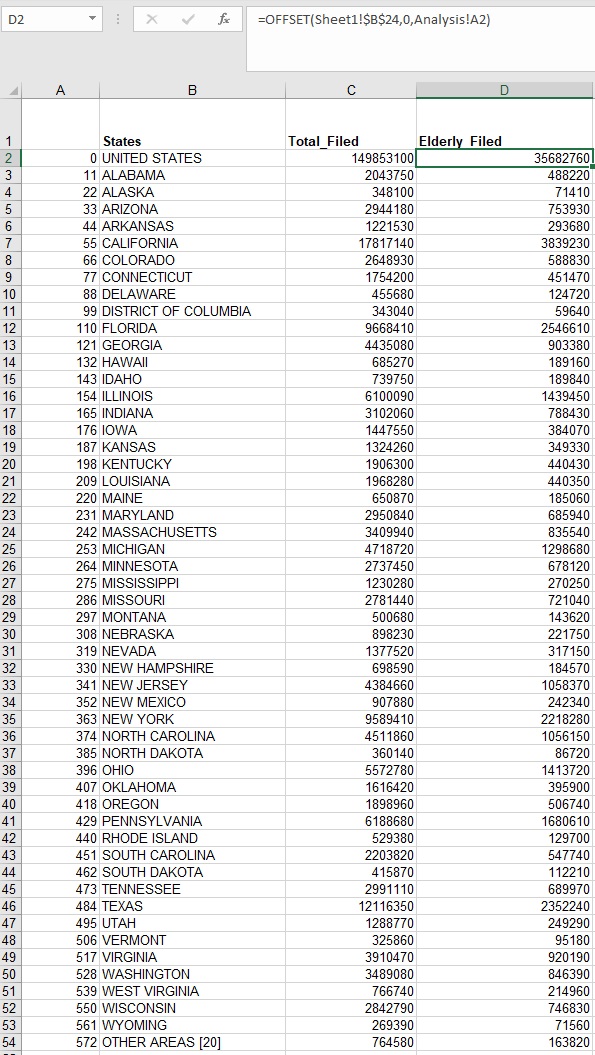 D2 fx =OFFSET(Sheet1!$B$24,0,Analysis!A2)
A B C D
1 States Total_Filed Elderly_Filed
2 0 UNITED STATES 149853100 35682760
3 11 ALABAMA 2043750 488220
4 22 ALASKA 348100 71410
5 33 ARIZONA 2944180 753930
6 44 ARKANSAS 1221530 293680
7 55 CALIFORNIA 17817140 3839230
8 66 COLORADO 2648930 588830
9 77 CONNECTICUT 1754200 451470
10 88 DELAWARE 455680 124720
11 99 DISTRICT OF COLUMBIA 343040 59640
12 110 FLORIDA 9668410 2546610
13 121 GEORGIA 4435080 903380
14 132 HAWAII 685270 189160
15 143 IDAHO 739750 189840
16 154 ILLINOIS 6100090 1439450
17 165 INDIANA 3102060 788430
18 176 IOWA 1447550 384070
19 187 KANSAS 1324260 349330
20 198 KENTUCKY 1906300 440430
21 209 LOUISIANA 1968280 440350
22 220 MAINE 650870 185060
23 231 MARYLAND 2950840 685940
24 242 MASSACHUSETTS 3409940 835540
25 253 MICHIGAN 4718720 1298680
26 264 MINNESOTA 2737450 678120
27 275 MISSISSIPPI 1230280 270250
28 286 MISSOURI 2781440 721040
29 297 MONTANA 500680 143620
30 308 NEBRASKA 898230 221750
31 319 NEVADA 1377520 317150
32 330 NEW HAMPSHIRE 698590 184570
33 341 NEW JERSEY 4384660 1058370
34 352 NEW MEXICO 907880 242340
35 363 NEW YORK 9589410 2218280
36 374 NORTH CAROLINA 4511860 1056150
37 385 NORTH DAKOTA 360140 86720
38 396 OHIO 5572780 1413720
39 407 OKLAHOMA 1616420 395900
40 418 OREGON 1898960 506740
41 429 PENNSYLVANIA 6188680 1680610
42 440 RHODE ISLAND 529380 129700
43 451 SOUTH CAROLINA 2203820 547740
44 462 SOUTH DAKOTA 415870 112210
45 473 TENNESSEE 2991110 689970
46 484 TEXAS 12116350 2352240
47 495 UTAH 1288770 249290
48 506 VERMONT 325860 95180
49 517 VIRGINIA 3910470 920190
50 528 WASHINGTON 3489080 846390
51 539 WEST VIRGINIA 766740 214960
52 550 WISCONSIN 2842790 746830
53 561 WYOMING 269390 71560
54 572 OTHER AREAS [20] 764580 163820